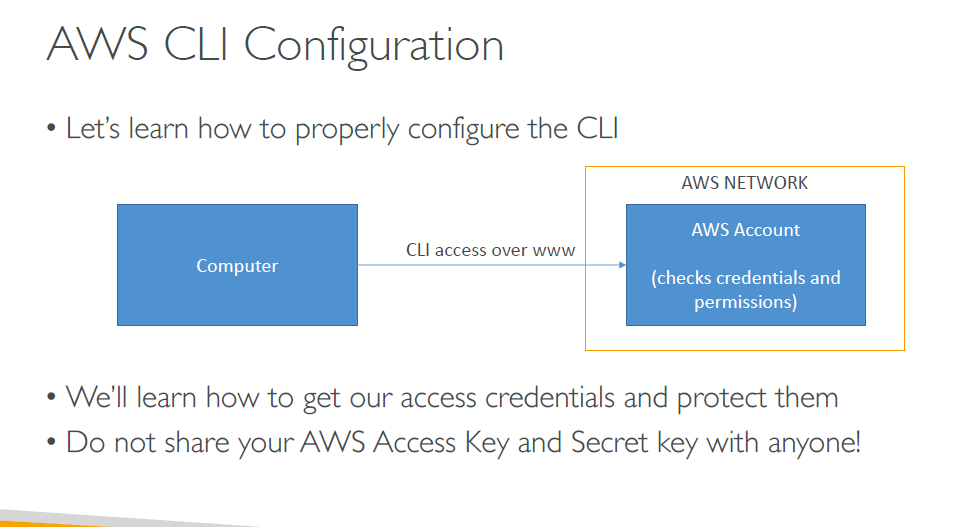 AWS CLI Configuration
• Let's learn how to properly configure the CLI
AWS NETWORK
Computer
CLI access over www
AWS Account
(checks credentials and
permissions)
• We'll learn how to get our access credentials and protect them
• Do not share your AWS Access Key and Secret key with anyone!